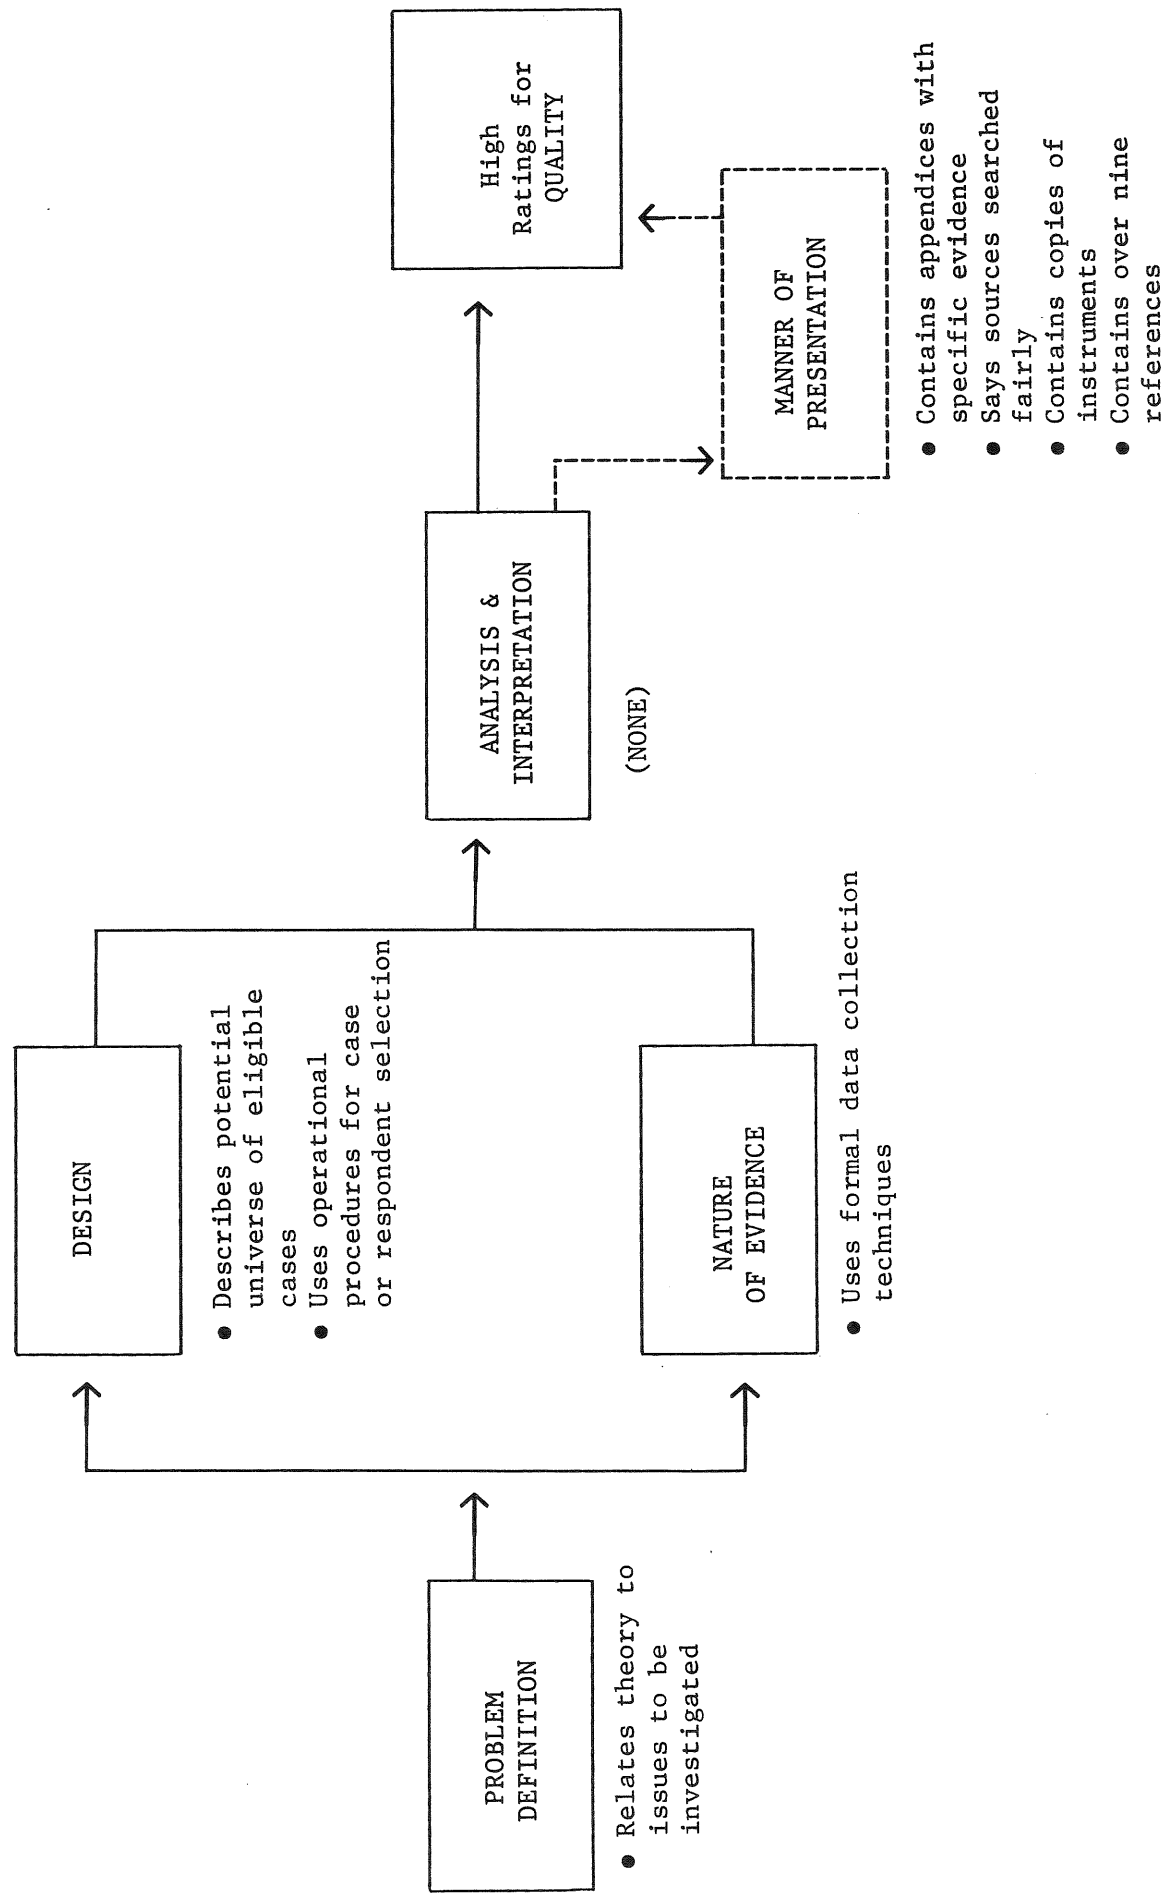 PROBLEM
DEFINITION
● Relates theory to
issues to be
investigated
DESIGN
● Describes potential
universe of eligible
cases
● Uses operational
procedures for case
or respondent selection
NATURE
OF EVIDENCE
● Uses formal data collection
techniques
ANALYSIS &
INTERPRETATION
(NONE)
High
Ratings for
QUALITY
MANNER OF
PRESENTATION
● Contains appendices with
specific evidence
● Says sources searched
fairly
● Contains copies of
instruments
● Contains over nine
references